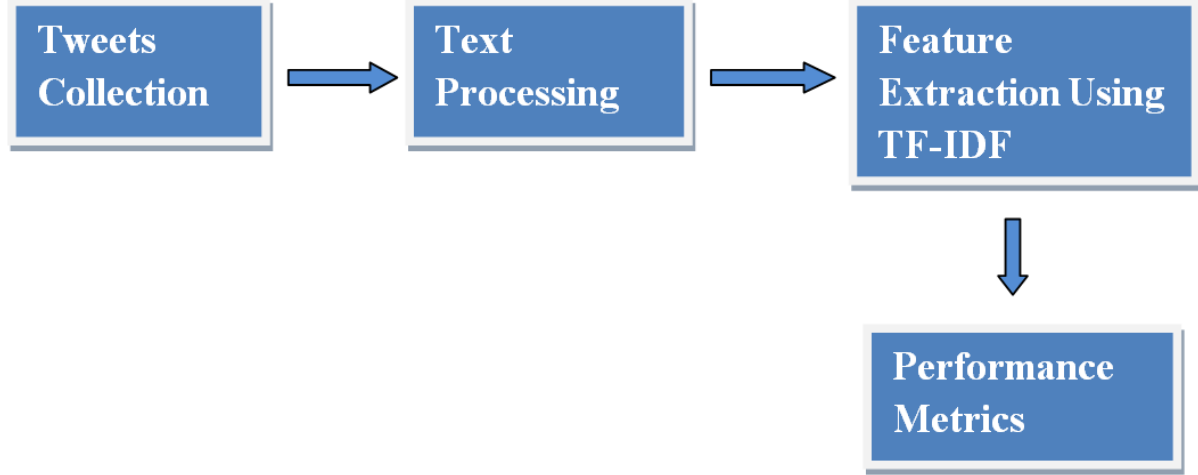 Tweets
Collection
Text
Processing
Feature
Extraction Using
TF-IDF
Performance
Metrics